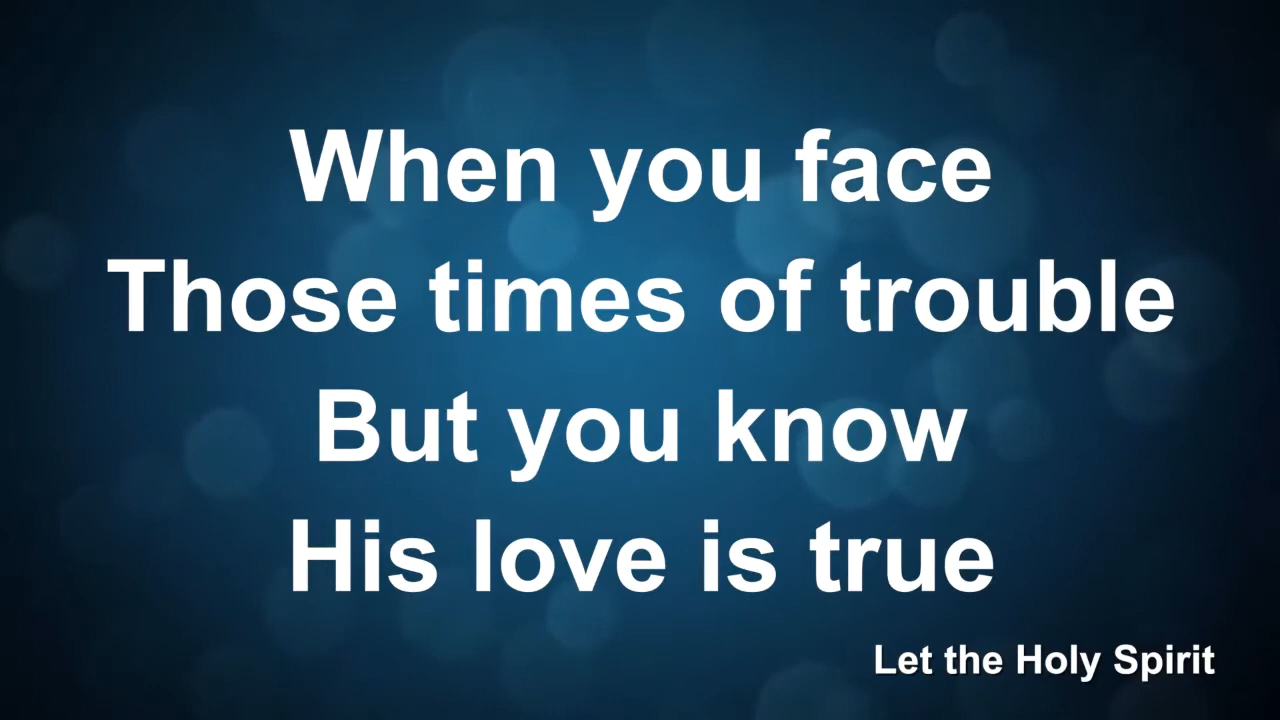 When you face
Those times of trouble
But you know
His love is true
Let the Holy Spirit